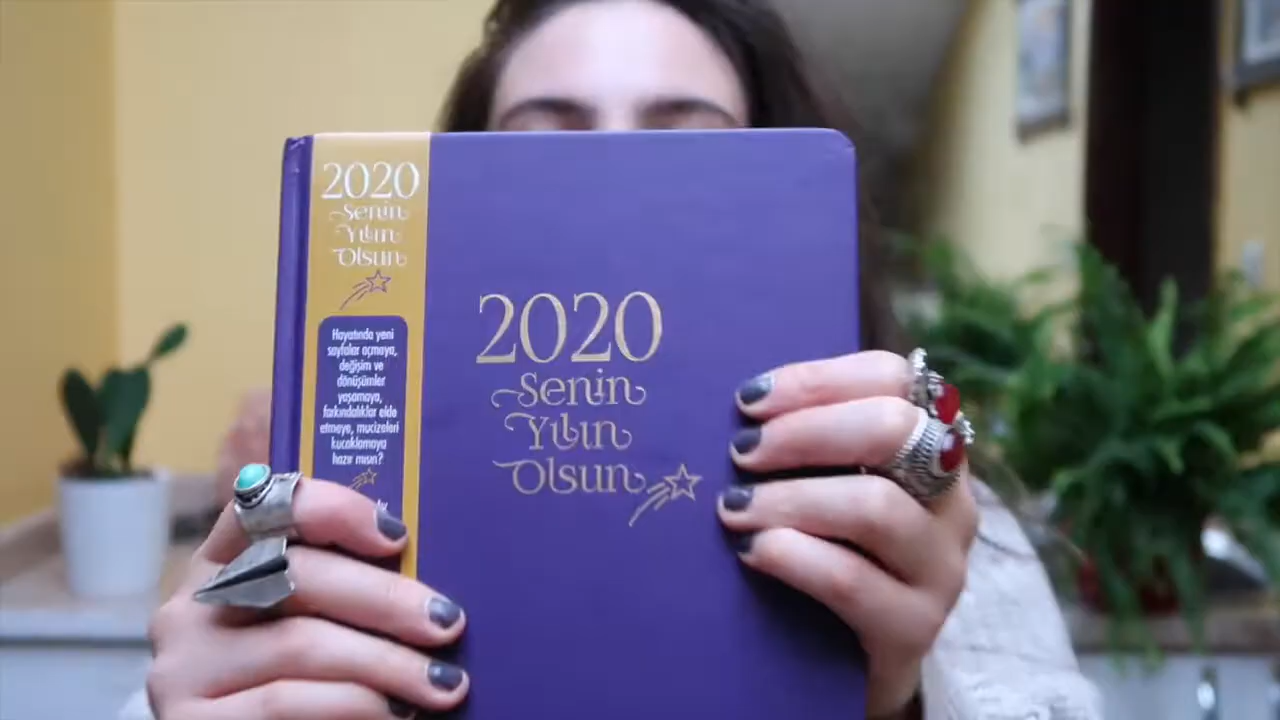 2020
Senin
Yılın
Olsun
Hayatında yeni
sayfalar açmaya,
değişim ve
dönüşümler
yaşamaya,
farkındalıklar elde
etmeye, mucizeleri
kucaklamaya
hazır mısın?
2020
Senin
Yılın
Olsun